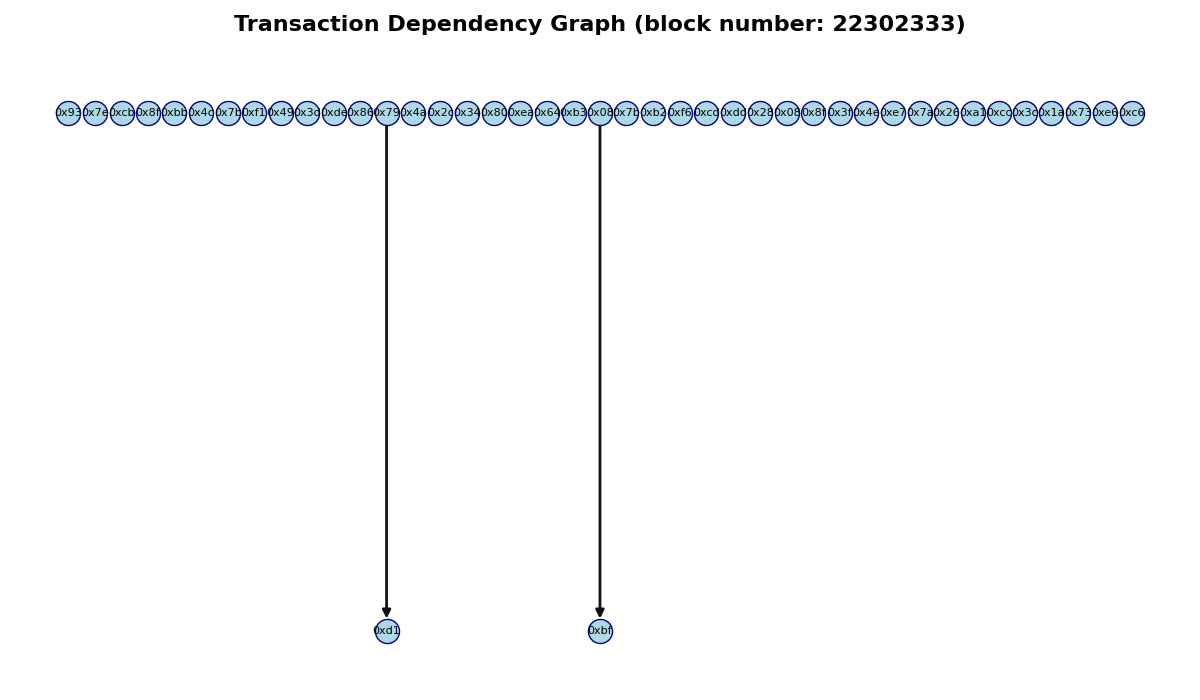 Transaction Dependency Graph (block number: 22302333)
0x93 0x7e 0xcb 0x8f 0xbb 0x4c 0x7b 0xf1 0x49 0x3d 0xde 0x86 0x79 0x4a 0x2c 0x34 0x80 0xea 0x64 0xb3 0x08 0x7b 0xb2 0xf6 0xcd 0xdd 0x28 0x08 0x8f 0x3f 0x4e 0xe7 0x7a 0x26 0xa1 0xcc 0x3c 0x1a 0x73 0xe6 0xc6
0xd1 0xbf